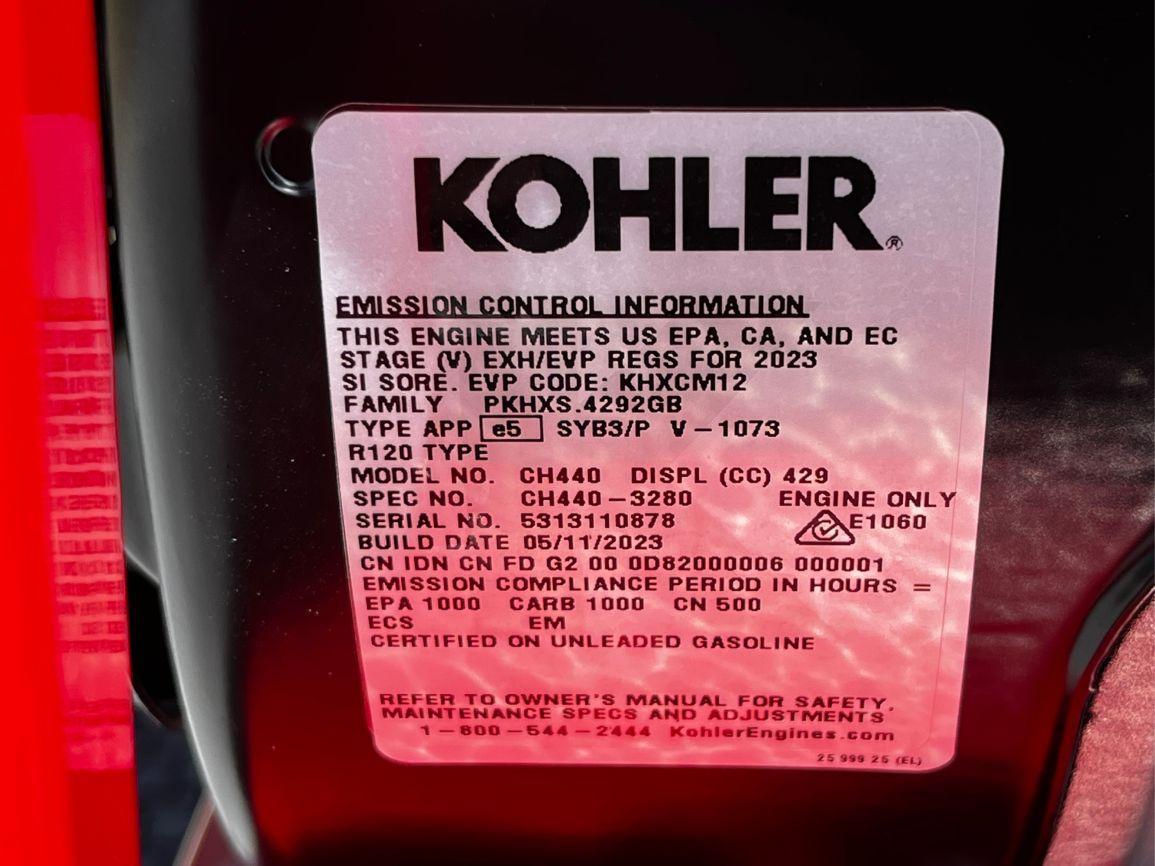 KOHLER®
EMISSION CONTROL INFORMATION
THIS ENGINE MEETS US EPA, CA, AND EC
STAGE (V) EXH/EVP REGS FOR 2023
SI SORE. EVP CODE: KHXCM12
FAMILY PKHXS.4292GB
TYPE APP e5 SYB3/P V-1073
R120 TYPE
MODEL NO. CH440 DISPL (CC) 429
SPEC NO. CH440-3280 ENGINE ONLY
SERIAL NO. 5313110878 E1060
BUILD DATE 05/11/2023
CN IDN CN FD G2 00 0D82000006 000001
EMISSION COMPLIANCE PERIOD IN HOURS =
EPA 1000 CARB 1000 CN 500
ECS EM
CERTIFIED ON UNLEADED GASOLINE
REFER TO OWNER'S MANUAL FOR SAFETY,
MAINTENANCE SPECS AND ADJUSTMENTS
1-800-544-2444 KohlerEngines.com
25 999 25 (EL)